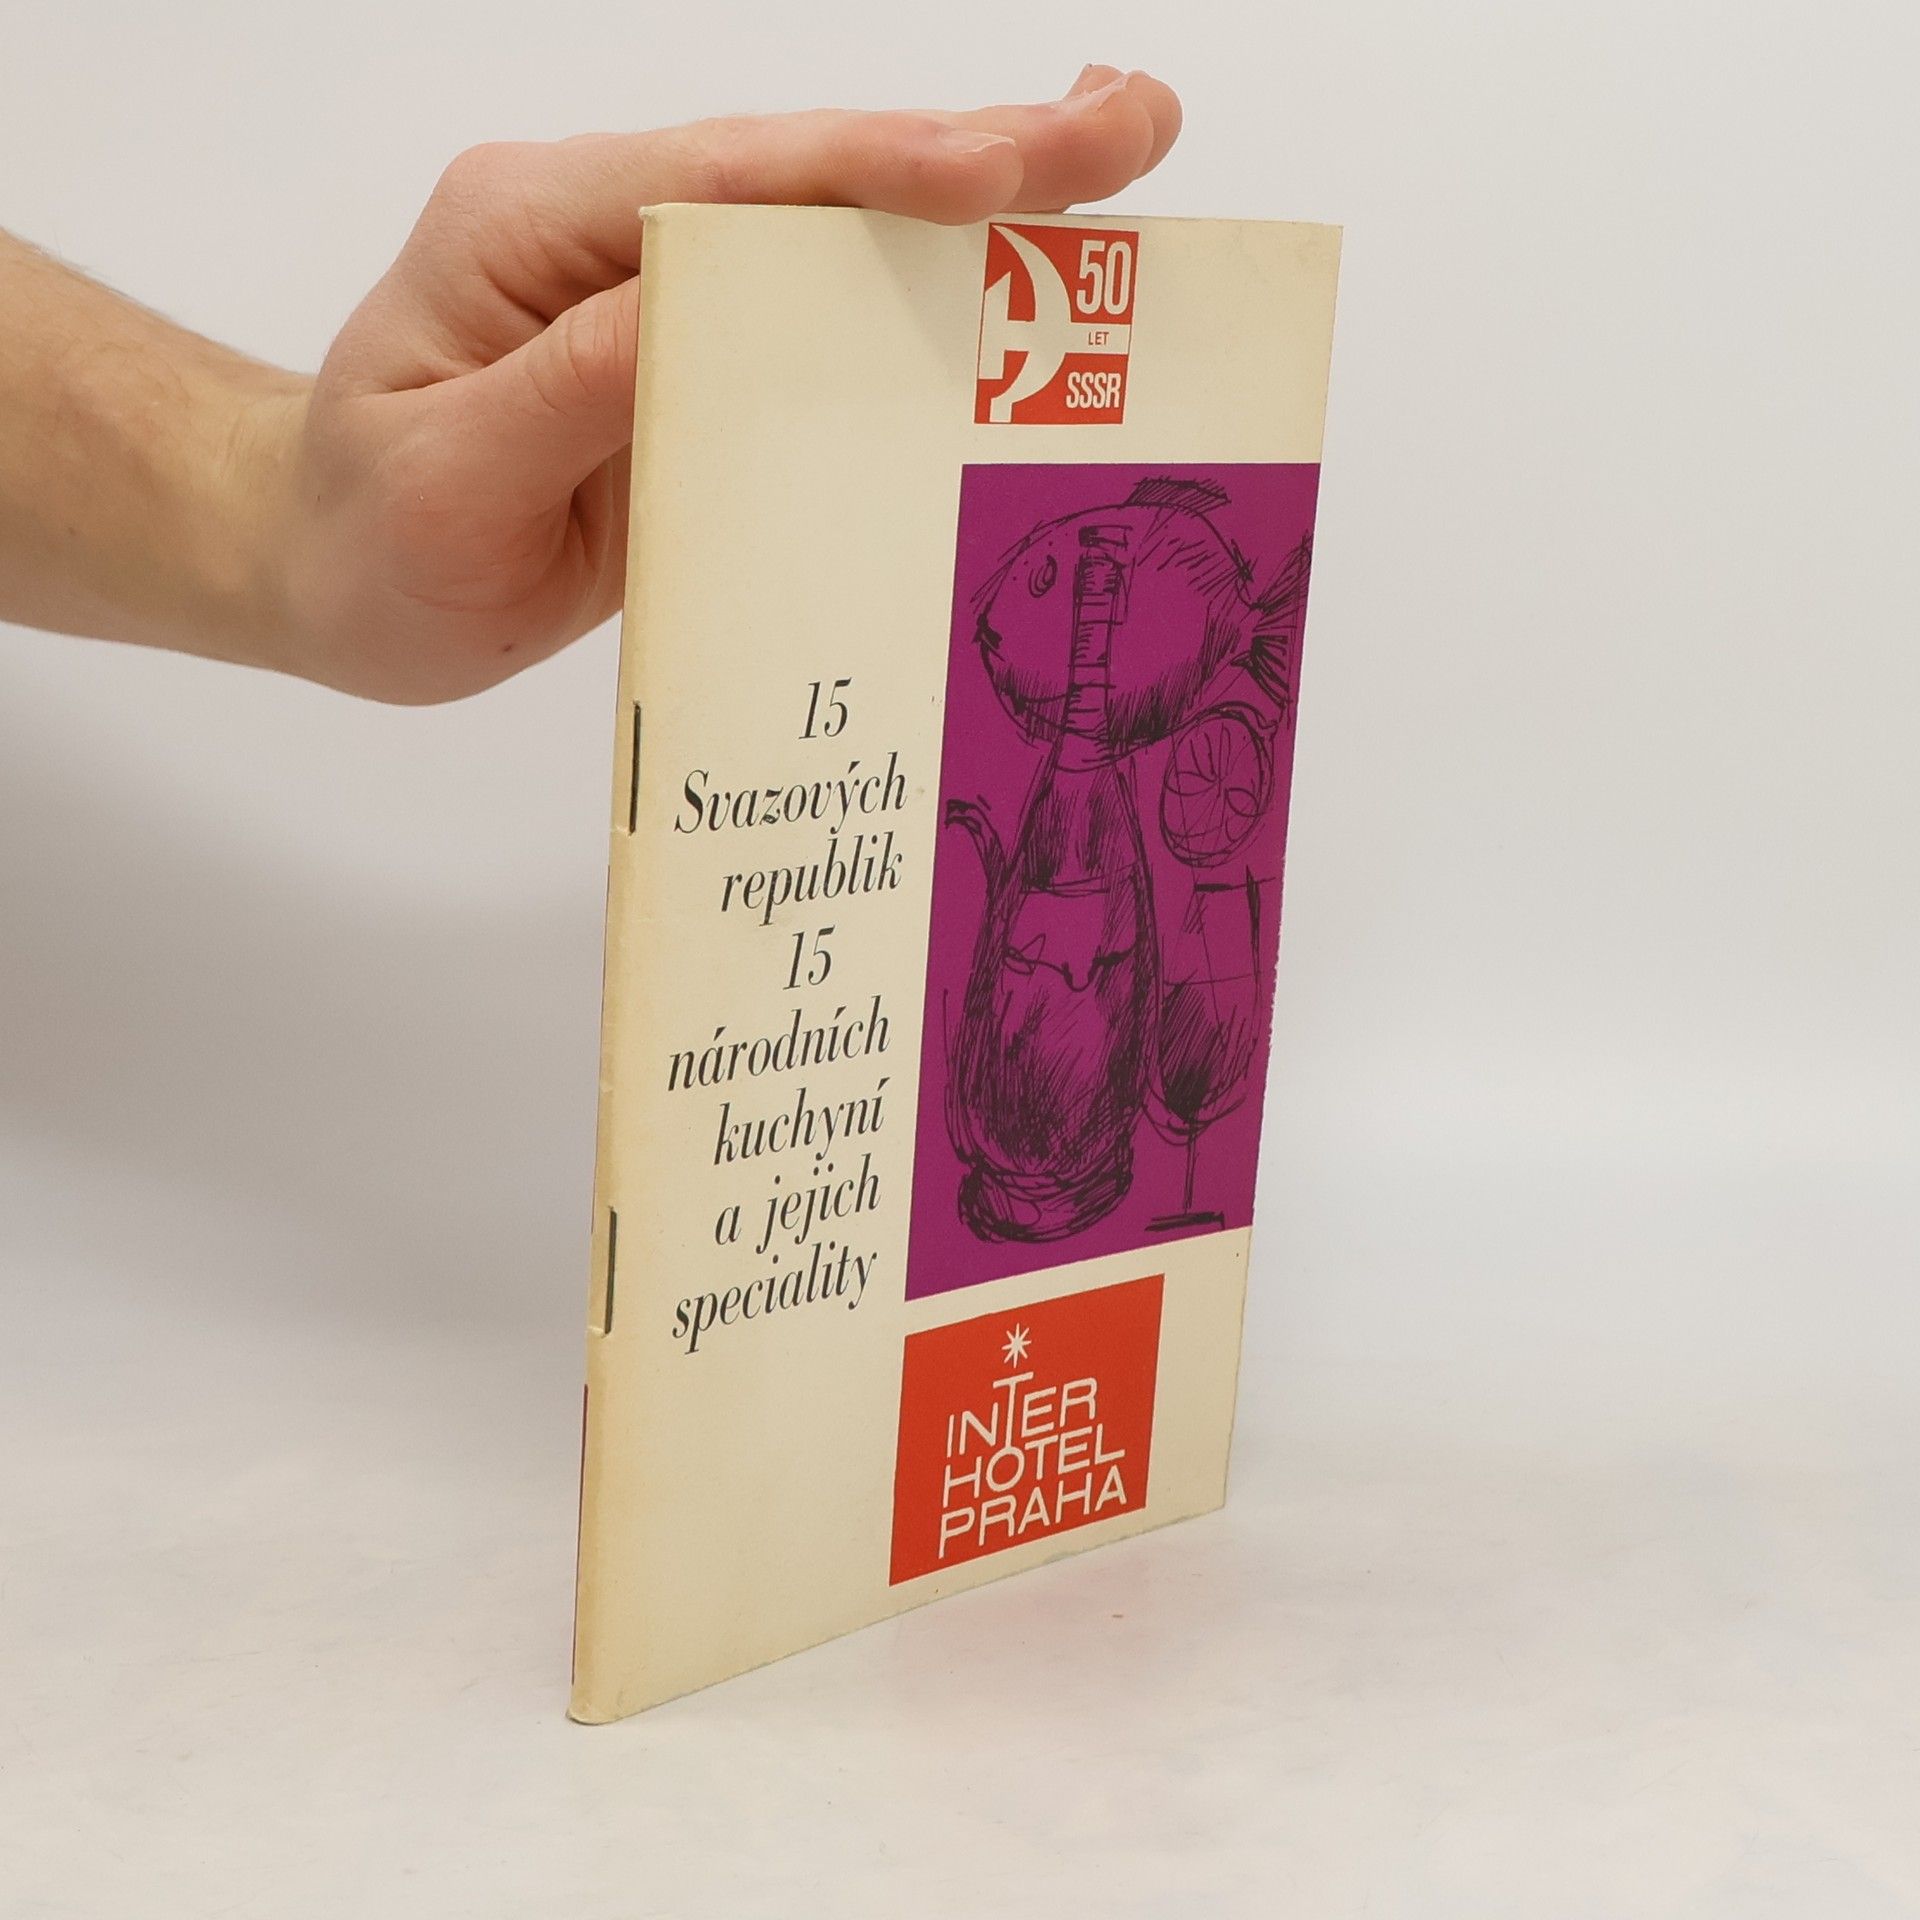 50
LET
SSSR
15
Svazových
republik
15
národních
kuchyní
a jejich
speciality
INTER
HOTEL
PRAHA